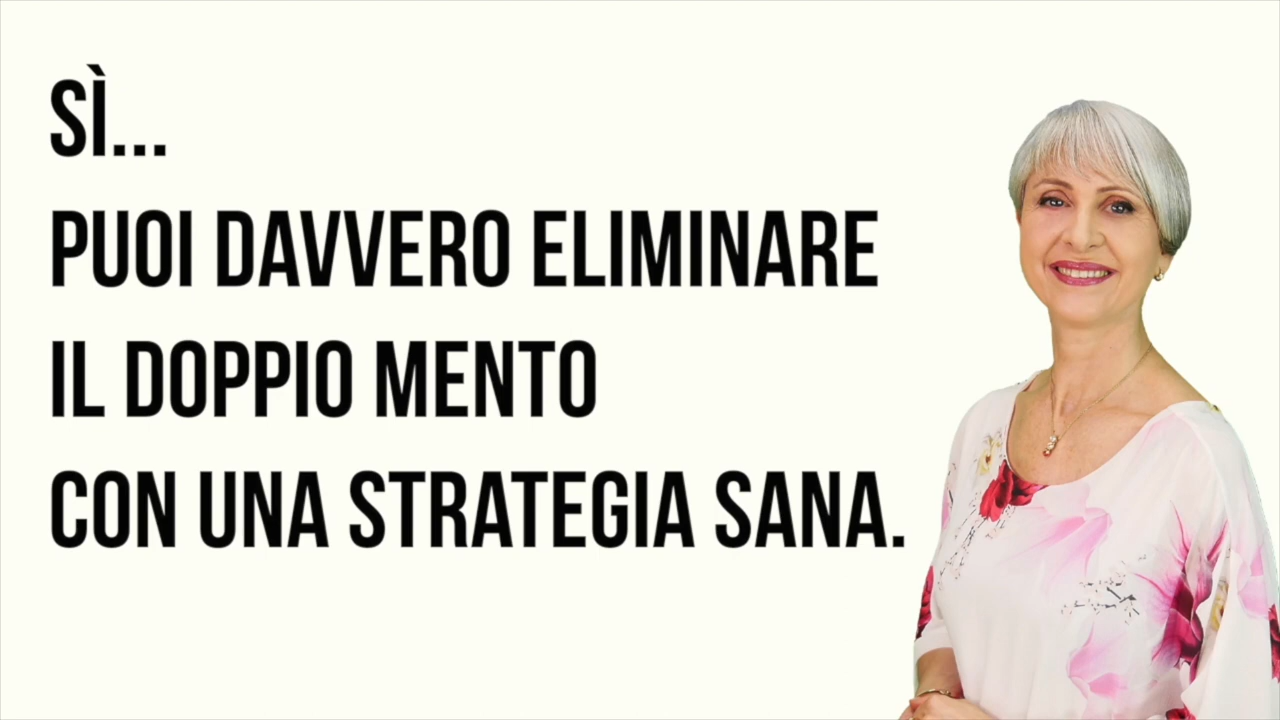 SÌ...
PUOI DAVVERO ELIMINARE
IL DOPPIO MENTO
CON UNA STRATEGIA SANA.